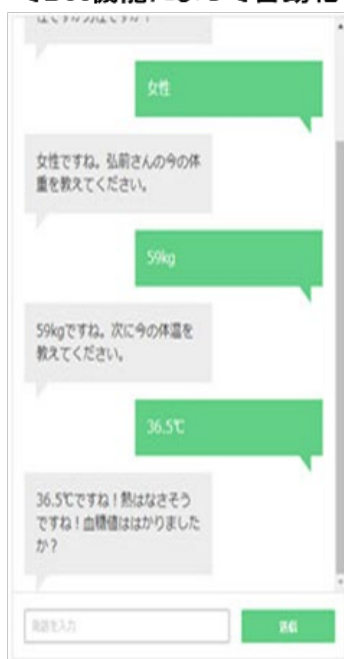 女性
女性ですね。弘前さんの今の体
重を教えてください。
59kg
59kgですね。次に今の体温を
教えてください。
36.5℃
36.5℃ですね！熱はなさそう
ですね！血糖値ははかりました
か？
送信